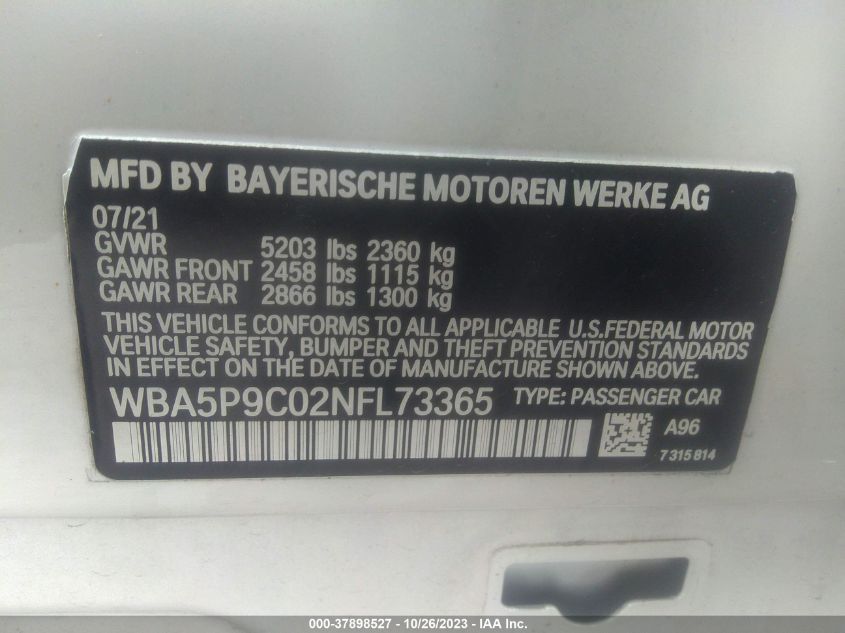 MFD BY BAYERISCHE MOTOREN WERKE AG
07/21
GVWR 5203 lbs 2360 kg
GAWR FRONT 2458 lbs 1115 kg
GAWR REAR 2866 lbs 1300 kg
THIS VEHICLE CONFORMS TO ALL APPLICABLE U.S.FEDERAL MOTOR
VEHICLE SAFETY, BUMPER AND THEFT PREVENTION STANDARDS
IN EFFECT ON THE DATE OF MANUFACTURE SHOWN ABOVE.
WBA5P9C02NFL73365 TYPE: PASSENGER CAR
A96
7 315 814
000-37898527 - 10/26/2023 - IAA Inc.